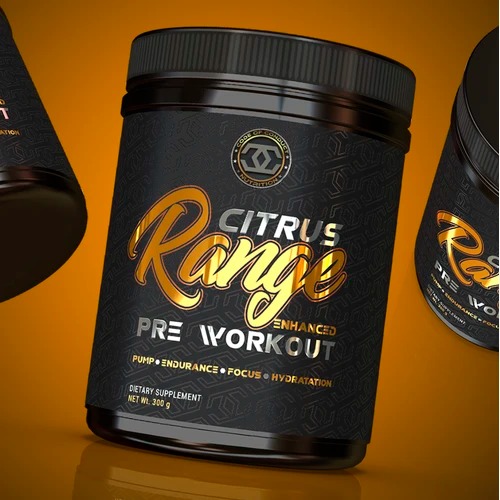 CODE OF CONDUCT
NUTRITION
CITRUS
Range
ENHANCED
PRE WORKOUT
PUMP • ENDURANCE • FOCUS • HYDRATION
DIETARY SUPPLEMENT
NET Wt. 300 g